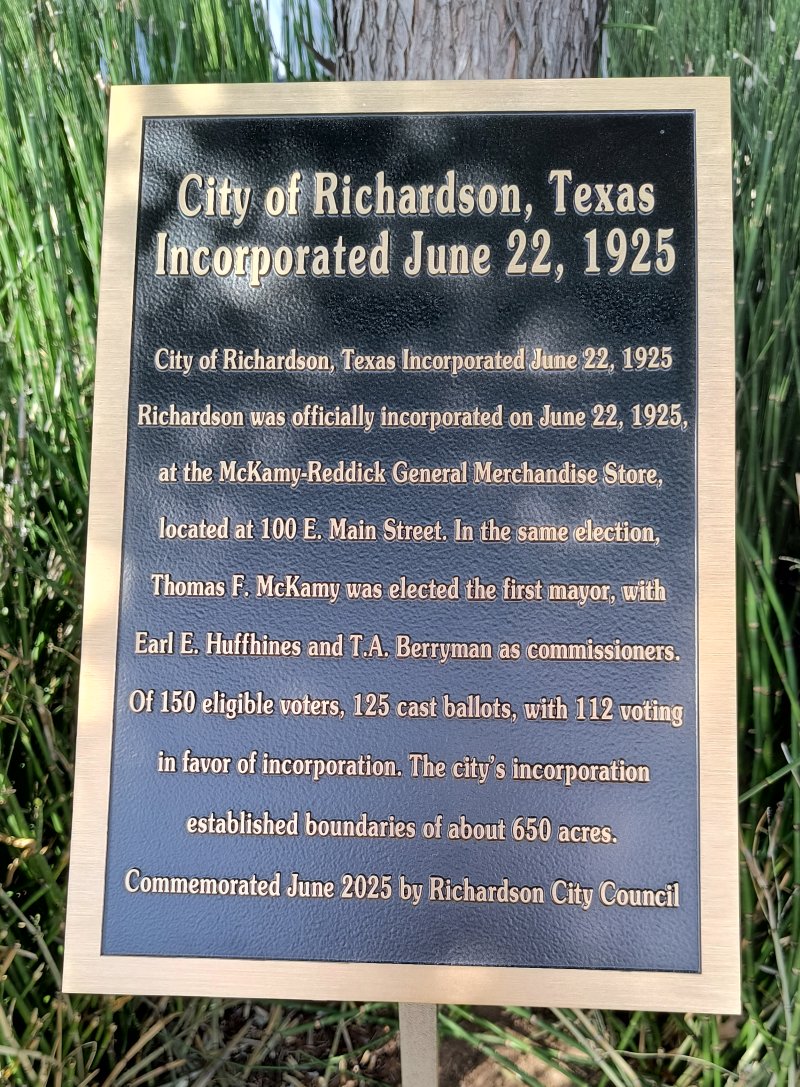 City of Richardson, Texas
Incorporated June 22, 1925
City of Richardson, Texas Incorporated June 22, 1925
Richardson was officially incorporated on June 22, 1925,
at the McKamy-Reddick General Merchandise Store,
located at 100 E. Main Street. In the same election,
Thomas F. McKamy was elected the first mayor, with
Earl E. Huffhines and T.A. Berryman as commissioners.
Of 150 eligible voters, 125 cast ballots, with 112 voting
in favor of incorporation. The city's incorporation
established boundaries of about 650 acres.
Commemorated June 2025 by Richardson City Council